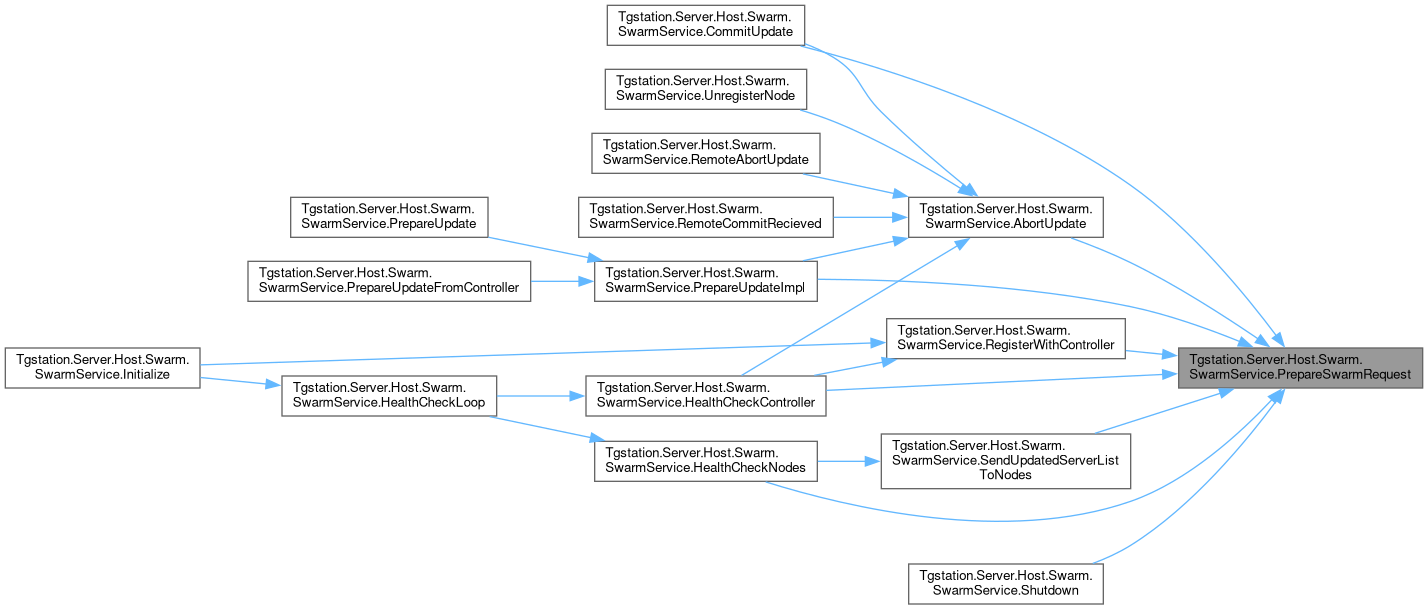 Tgstation.Server.Host.Swarm.
SwarmService.CommitUpdate
Tgstation.Server.Host.Swarm.
SwarmService.UnregisterNode
Tgstation.Server.Host.Swarm.
SwarmService.RemoteAbortUpdate
Tgstation.Server.Host.Swarm.
SwarmService.PrepareUpdate
Tgstation.Server.Host.Swarm.
SwarmService.RemoteCommitRecieved
Tgstation.Server.Host.Swarm.
SwarmService.AbortUpdate
Tgstation.Server.Host.Swarm.
SwarmService.PrepareUpdateFromController
Tgstation.Server.Host.Swarm.
SwarmService.PrepareUpdateImpl
Tgstation.Server.Host.Swarm.
SwarmService.RegisterWithController
Tgstation.Server.Host.Swarm.
SwarmService.Initialize
Tgstation.Server.Host.Swarm.
SwarmService.PrepareSwarmRequest
Tgstation.Server.Host.Swarm.
SwarmService.HealthCheckLoop
Tgstation.Server.Host.Swarm.
SwarmService.HealthCheckController
Tgstation.Server.Host.Swarm.
SwarmService.HealthCheckNodes
Tgstation.Server.Host.Swarm.
SwarmService.SendUpdatedServerList
ToNodes
Tgstation.Server.Host.Swarm.
SwarmService.Shutdown